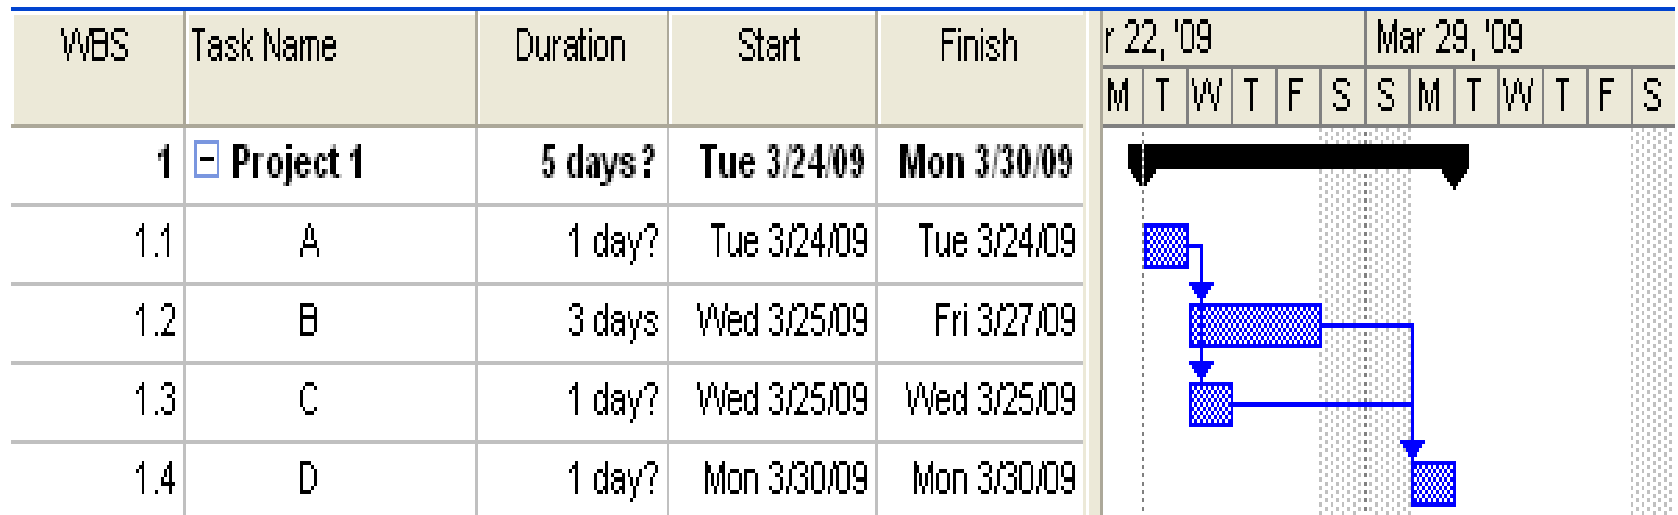 WBS Task Name Duration Start Finish r 22, '09 Mar 29, '09
M T W T F S S M T W T F S
1 Project 1 5 days? Tue 3/24/09 Mon 3/30/09
1.1 A 1 day? Tue 3/24/09 Tue 3/24/09
1.2 B 3 days Wed 3/25/09 Fri 3/27/09
1.3 C 1 day? Wed 3/25/09 Wed 3/25/09
1.4 D 1 day? Mon 3/30/09 Mon 3/30/09